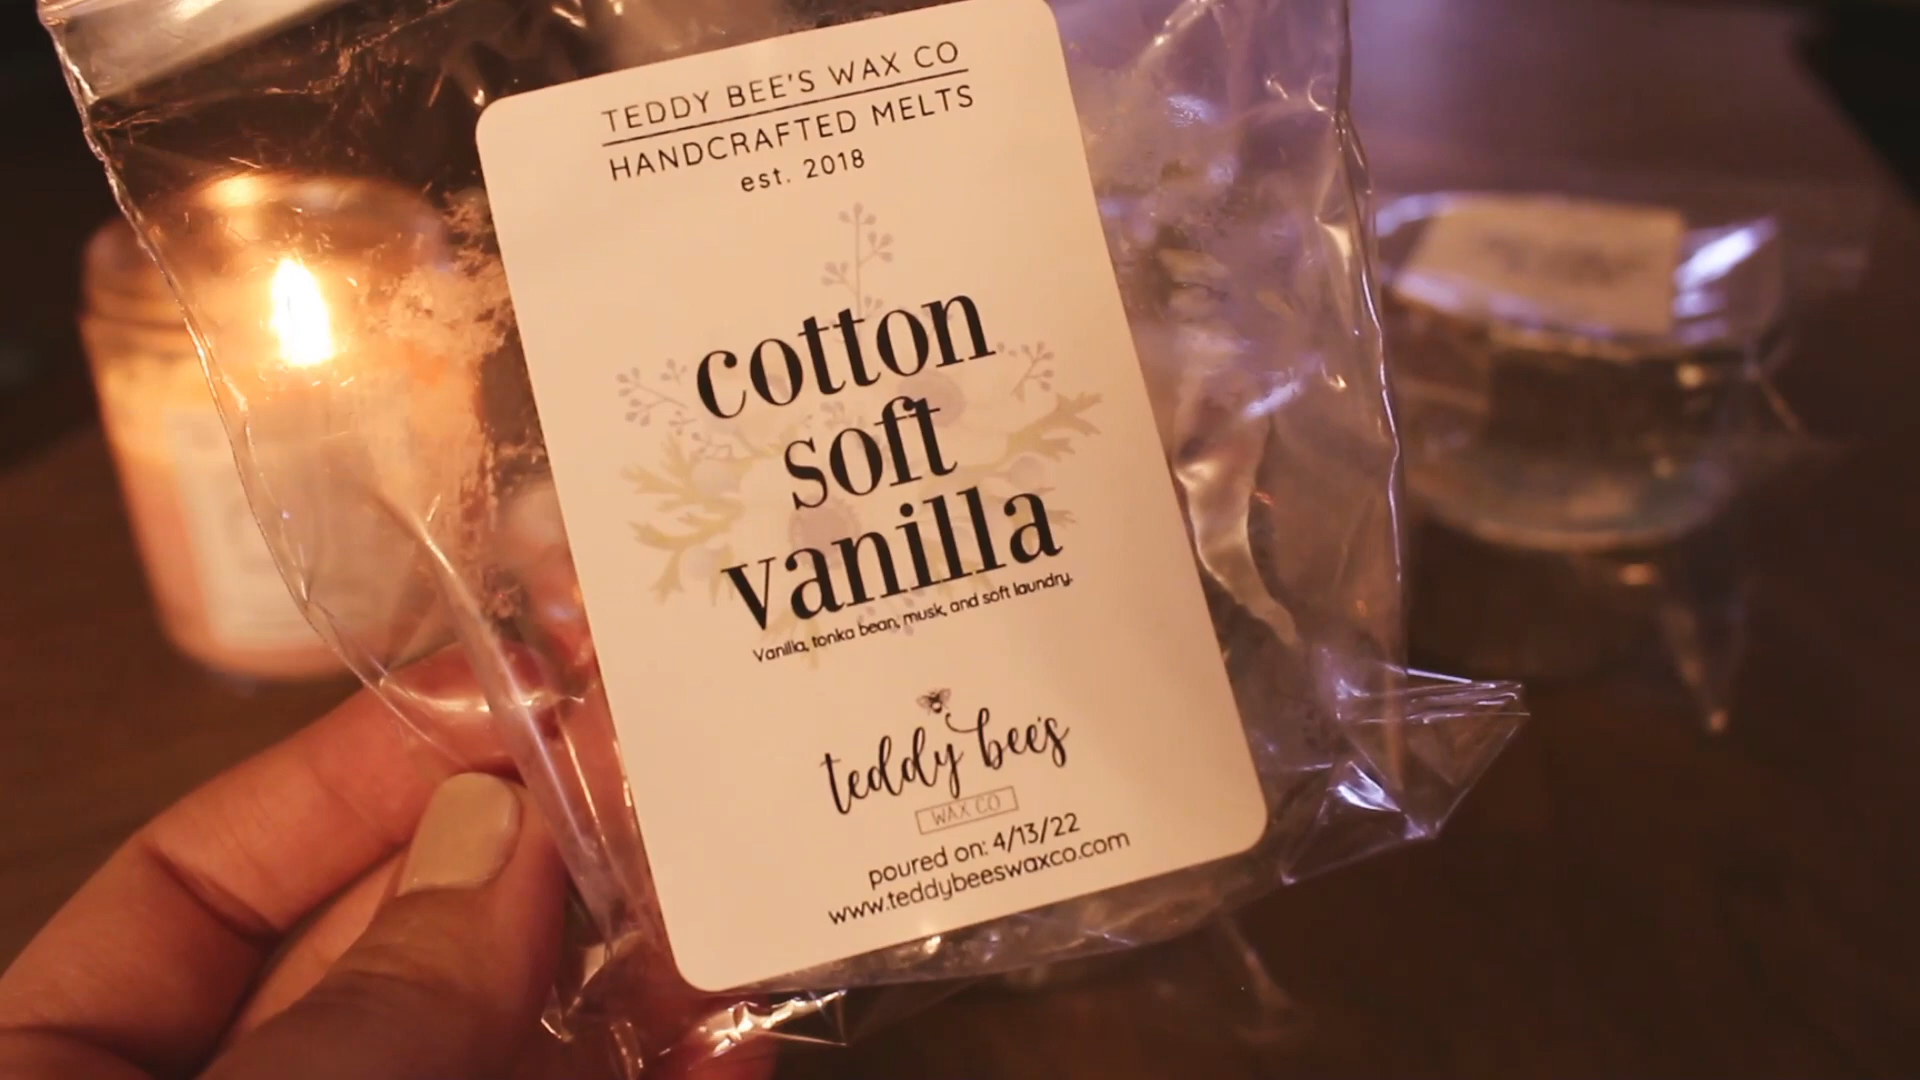 TEDDY BEE'S WAX CO
HANDCRAFTED MELTS
est. 2018
cotton
soft
vanilla
Vanilla, tonka bean, musk, and soft laundry.
teddy bee's
WAX CO
poured on: 4/13/22
www.teddybeeswaxco.com